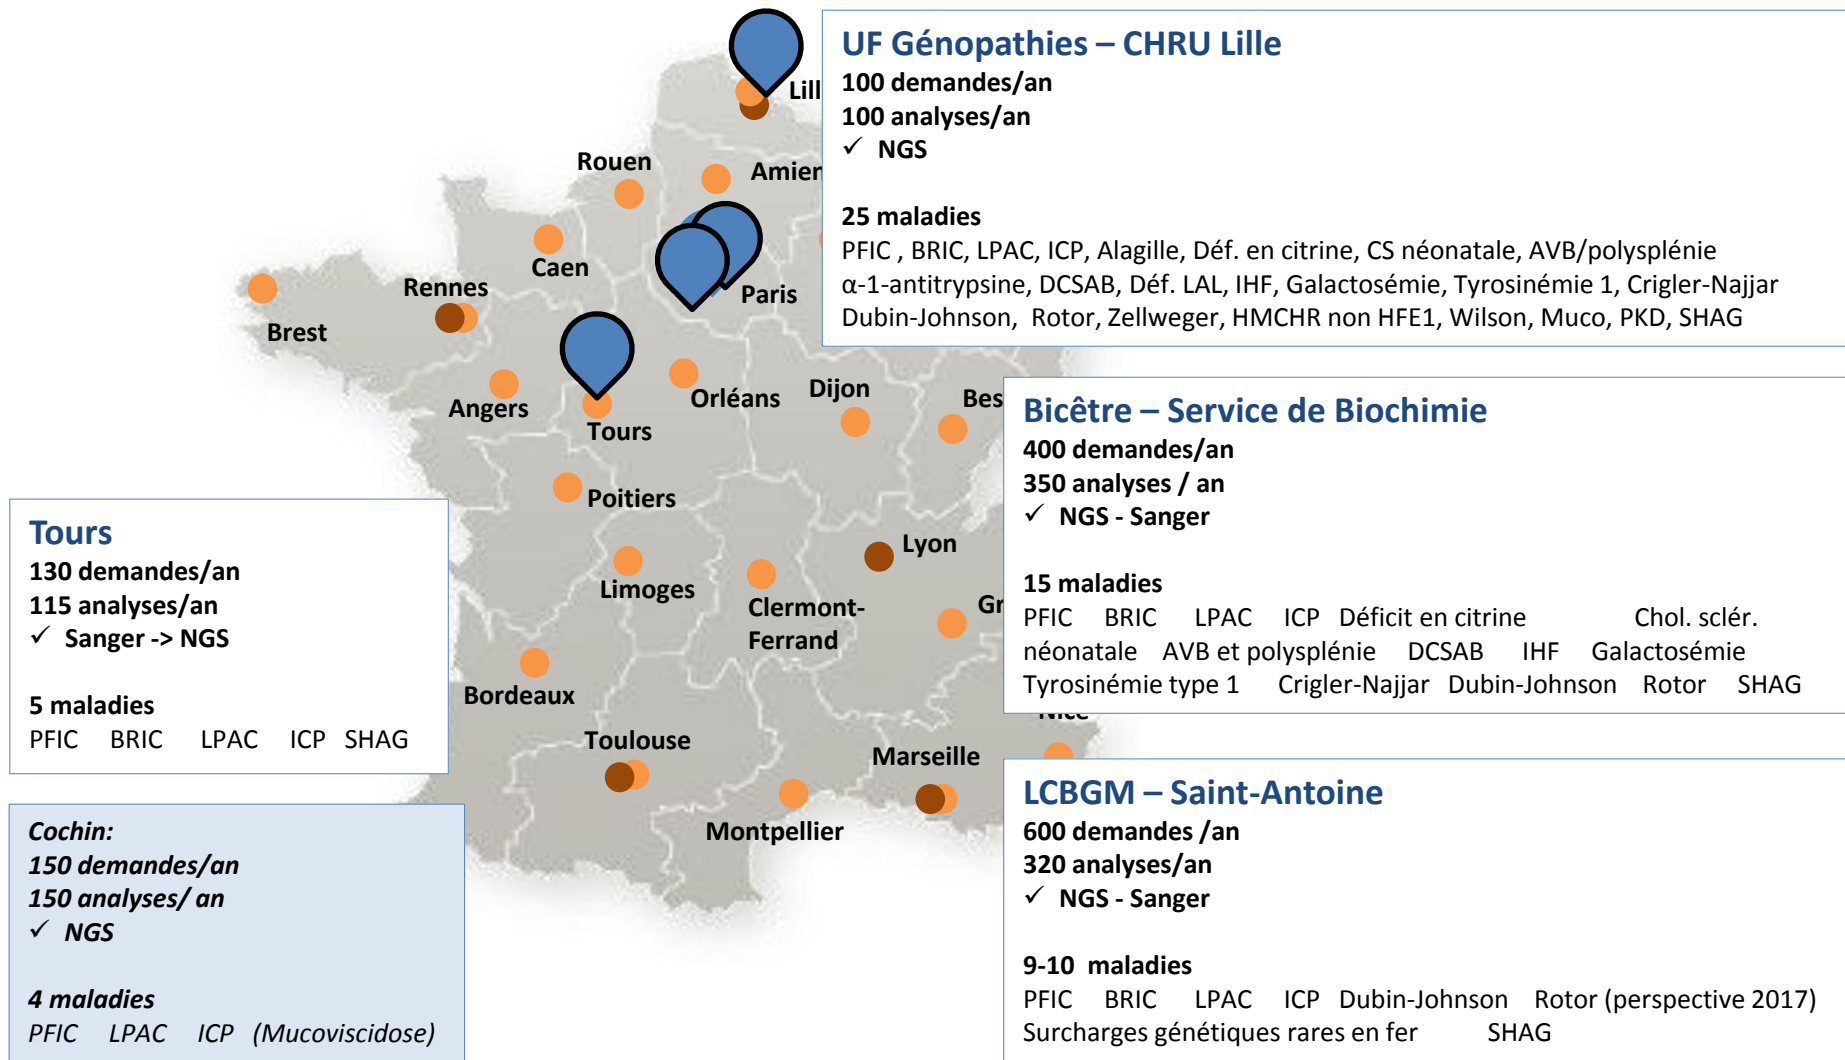 UF Génopathies – CHRU Lille
100 demandes/an
100 analyses/an
✓ NGS
25 maladies
PFIC , BRIC, LPAC, ICP, Alagille, Déf. en citrine, CS néonatale, AVB/polysplénie
α-1-antitrypsine, DCSAB, Déf. LAL, IHF, Galactosémie, Tyrosinémie 1, Crigler-Najjar
Dubin-Johnson, Rotor, Zellweger, HMCHR non HFE1, Wilson, Muco, PKD, SHAG
Lill
Rouen
Amien
Caen
Paris
Rennes
Brest
Angers
Tours
Orléans
Dijon
Bes
Poitiers
Limoges
Clermont-
Ferrand
Lyon
Gr
Bordeaux
Toulouse
Montpellier
Marseille
Nice
Bicêtre – Service de Biochimie
400 demandes/an
350 analyses / an
✓ NGS - Sanger
15 maladies
PFIC BRIC LPAC ICP Déficit en citrine Chol. sclér.
néonatale AVB et polysplénie DCSAB IHF Galactosémie
Tyrosinémie type 1 Crigler-Najjar Dubin-Johnson Rotor SHAG
Tours
130 demandes/an
115 analyses/an
✓ Sanger -> NGS
5 maladies
PFIC BRIC LPAC ICP SHAG
Cochin:
150 demandes/an
150 analyses/ an
✓ NGS
4 maladies
PFIC LPAC ICP (Mucoviscidose)
LCBGM – Saint-Antoine
600 demandes /an
320 analyses/an
✓ NGS - Sanger
9-10 maladies
PFIC BRIC LPAC ICP Dubin-Johnson Rotor (perspective 2017)
Surcharges génétiques rares en fer SHAG